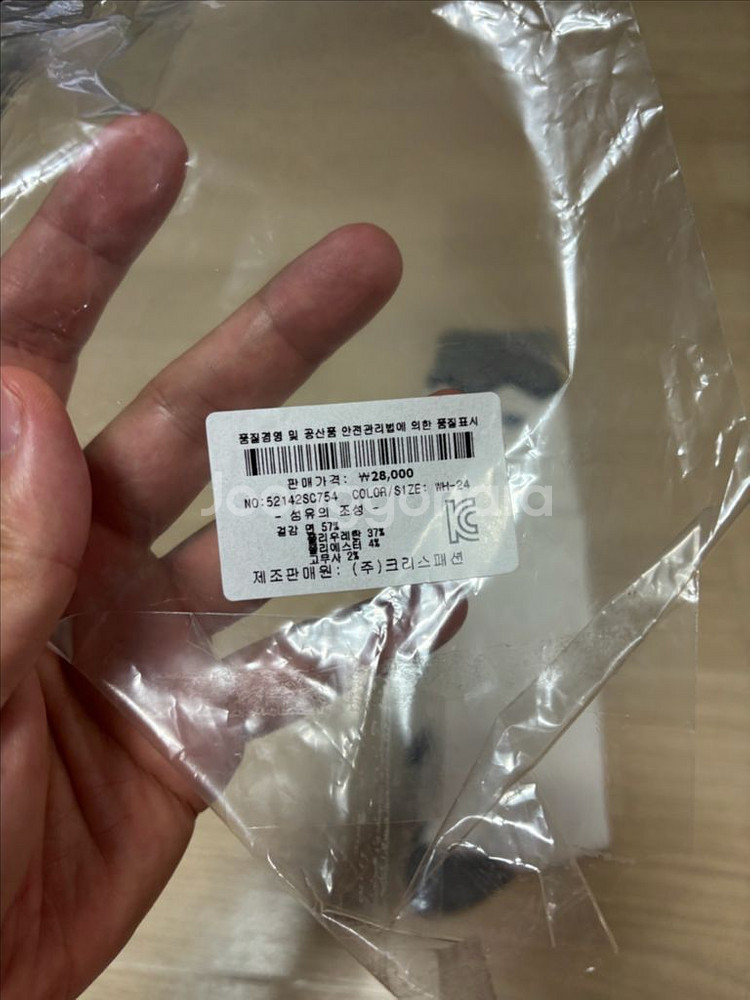 품질경영 및 공산품 안전관리법에 의한 품질표시
판매가격: ₩28,000
NO:52142SC754 COLOR/SIZE: WH-24
- 섬유의 조성
겉감 면 57%
폴리우레탄 37%
폴리에스터 4%
고무사 2%
제조판매원: (주)크리스패션
Joonggonara